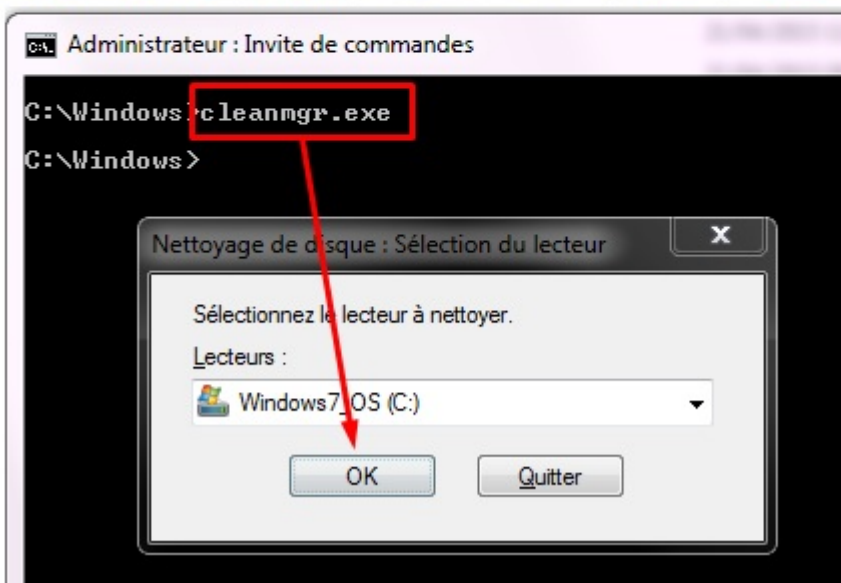 Administrateur : Invite de commandes
C:\Windows>cleanmgr.exe
C:\Windows>
Nettoyage de disque : Sélection du lecteur
Sélectionnez le lecteur à nettoyer.
Lecteurs :
Windows7_OS (C:)
OK
Quitter